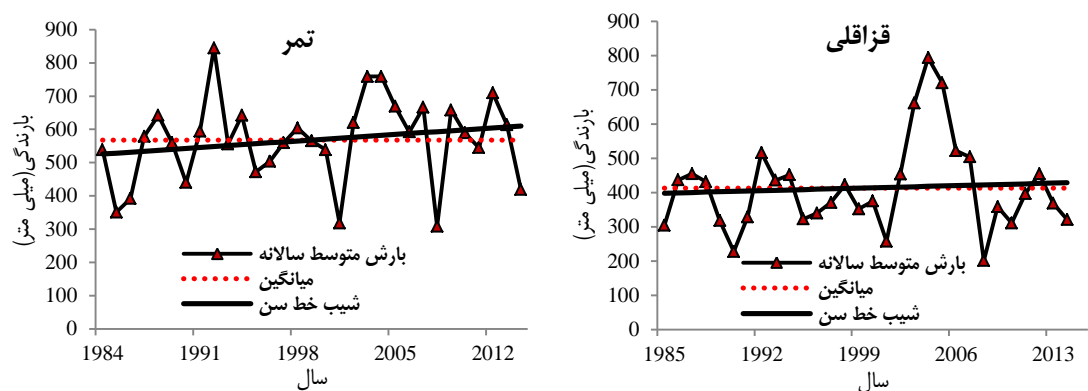 تمر
900
800
700
600
500
400
300
200
100
0
بارندگی(میلی متر)
بارش متوسط سالانه
میانگین
شیب خط سن
1984
1991
1998
2005
2012
سال
قزاقلی
900
800
700
600
500
400
300
200
100
0
بارندگی(میلی متر)
بارش متوسط سالانه
میانگین
شیب خط سن
1985
1992
1999
2006
2013
سال